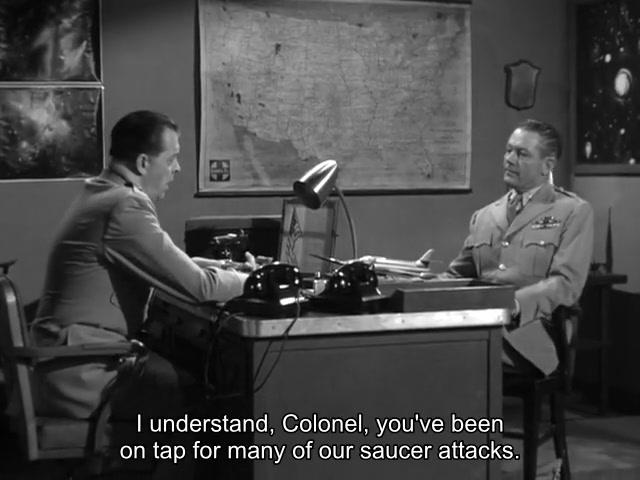 I understand, Colonel, you've been
on tap for many of our saucer attacks.